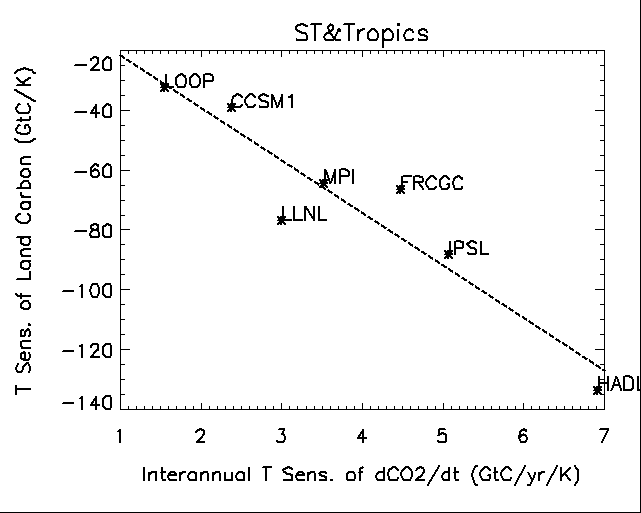 ST&Tropics
T Sens. of Land Carbon (GtC/K)
-20
-40
-60
-80
-100
-120
-140
LOOP
CCSM1
MPI
FRCGC
LLNL
IPSL
HADL
1 2 3 4 5 6 7
Interannual T Sens. of dCO2/dt (GtC/yr/K)